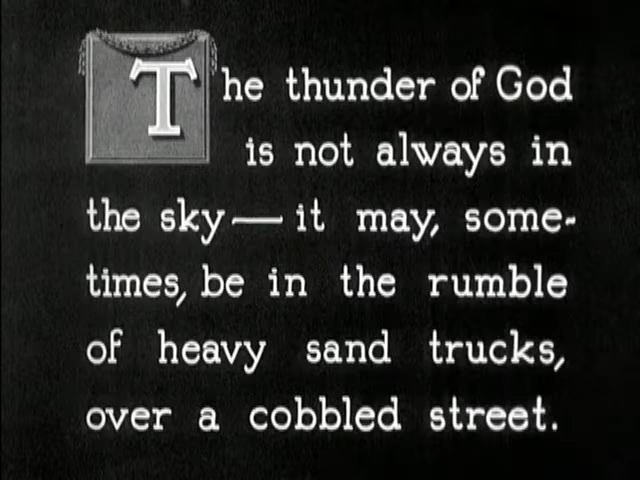 The thunder of God
is not always in
the sky — it may, some-
times, be in the rumble
of heavy sand trucks,
over a cobbled street.